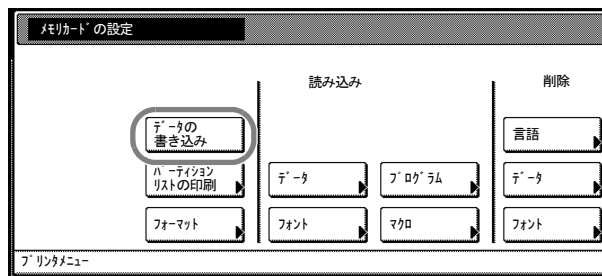 ﾒﾓﾘｶｰﾄﾞの設定
読み込み
削除
ﾃﾞｰﾀの
書き込み
言語
ﾊﾟｰﾃｨｼｮﾝ
ﾘｽﾄの印刷
ﾃﾞｰﾀ
ﾌﾟﾛｸﾞﾗﾑ
ﾃﾞｰﾀ
ﾌｫｰﾏｯﾄ
ﾌｫﾝﾄ
ﾏｸﾛ
ﾌｫﾝﾄ
ﾌﾟﾘﾝﾀﾒﾆｭｰ